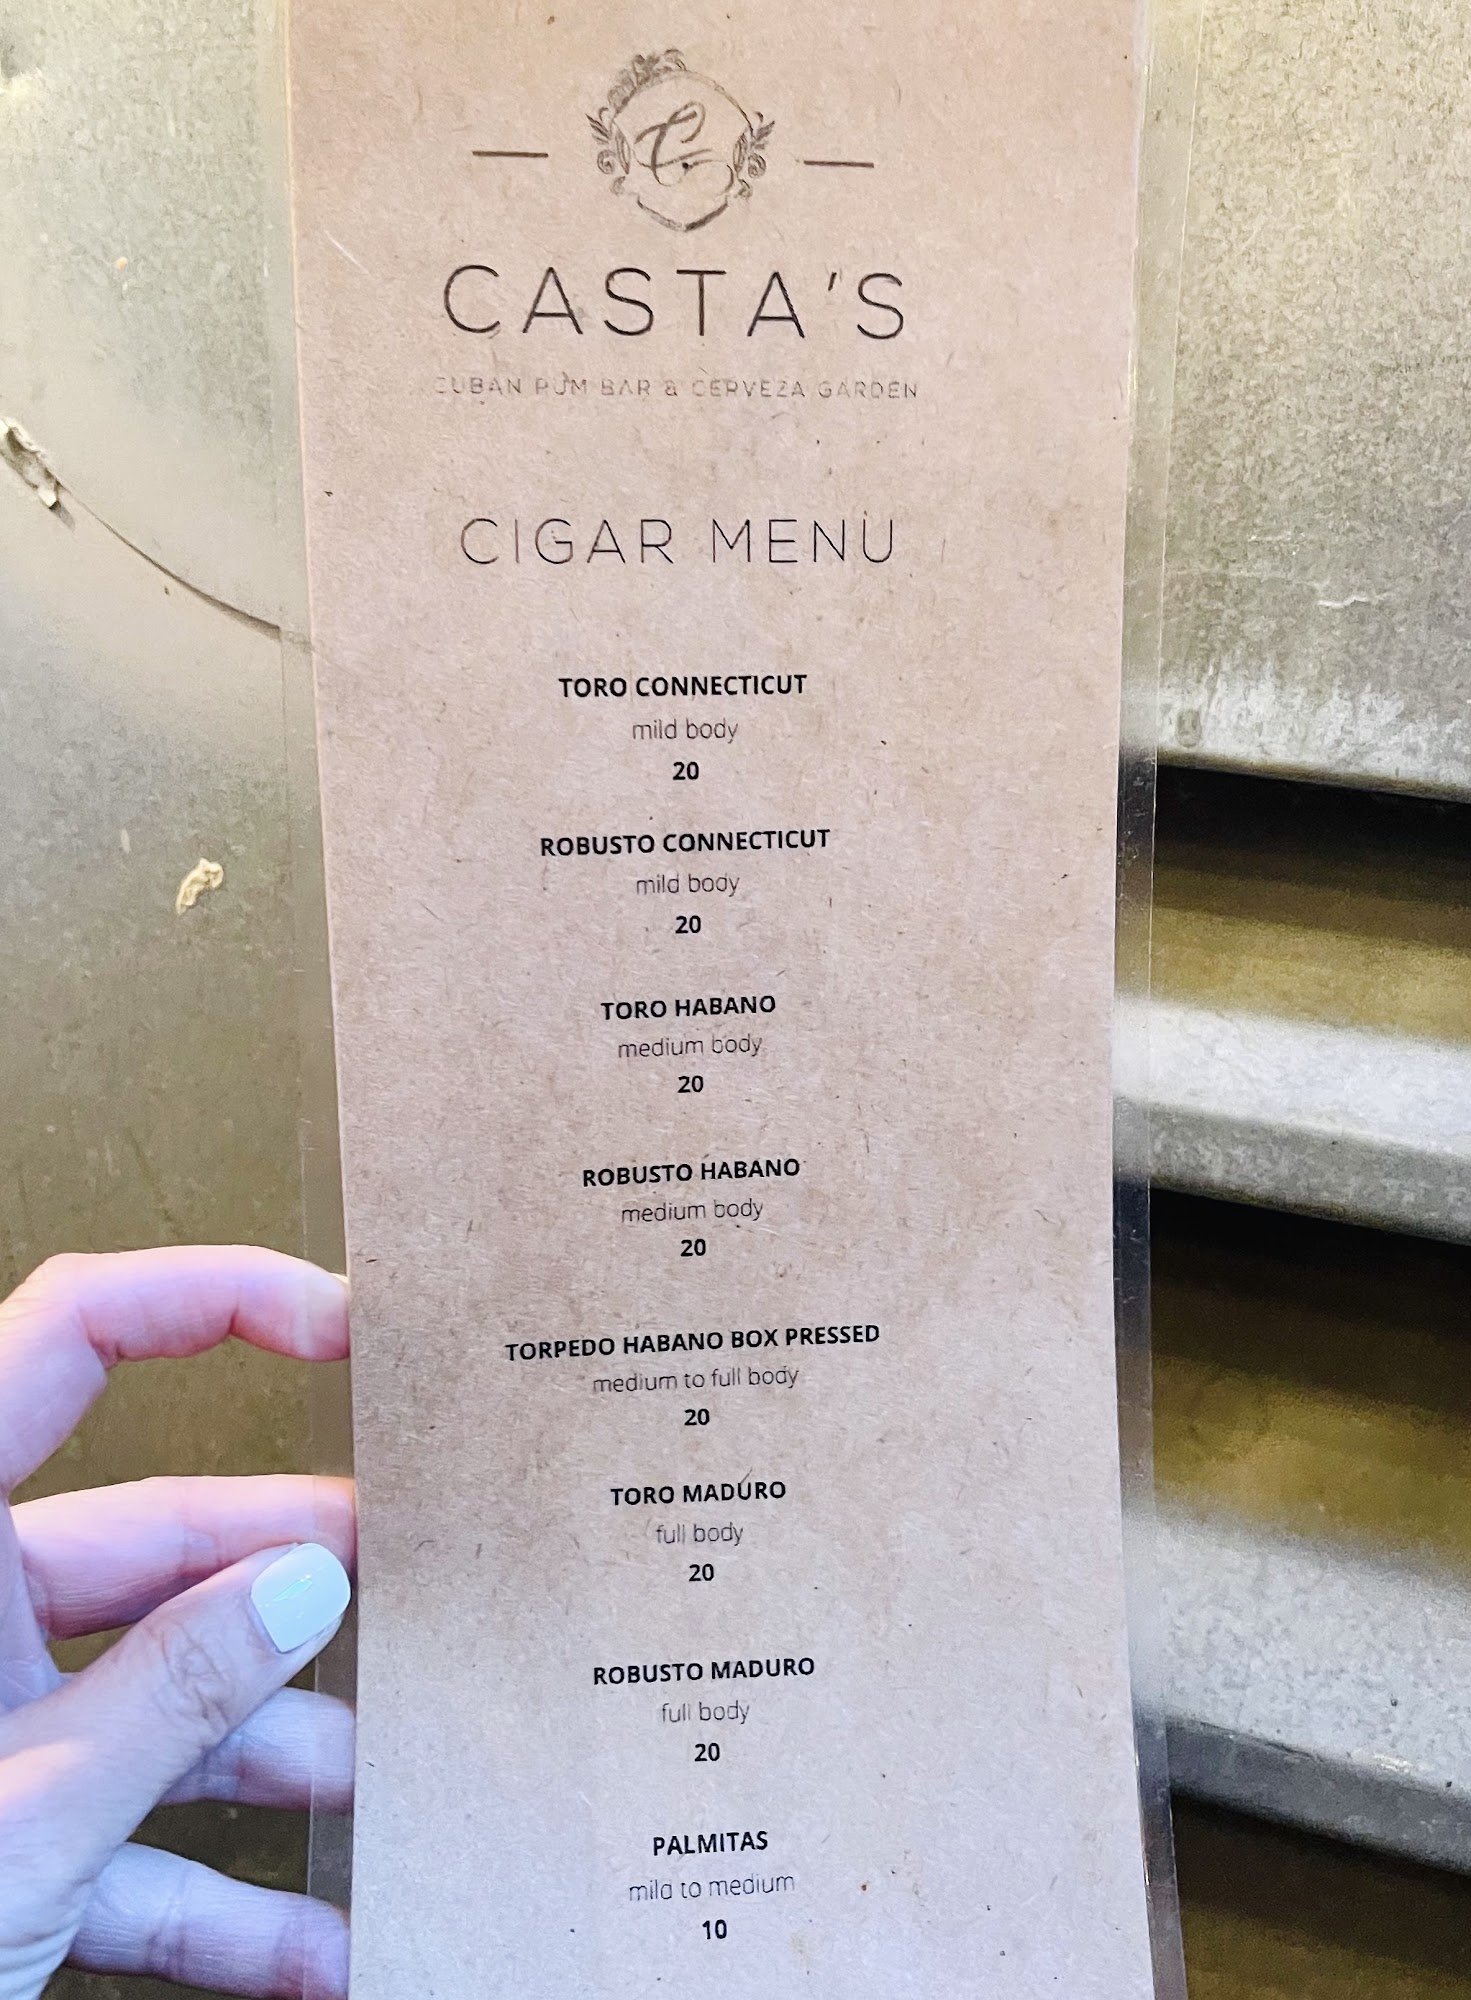 C
CASTA'S
CUBAN RUM BAR & CERVEZA GARDEN
CIGAR MENU
TORO CONNECTICUT
mild body
20
ROBUSTO CONNECTICUT
mild body
20
TORO HABANO
medium body
20
ROBUSTO HABANO
medium body
20
TORPEDO HABANO BOX PRESSED
medium to full body
20
TORO MADURO
full body
20
ROBUSTO MADURO
full body
20
PALMITAS
mild to medium
10